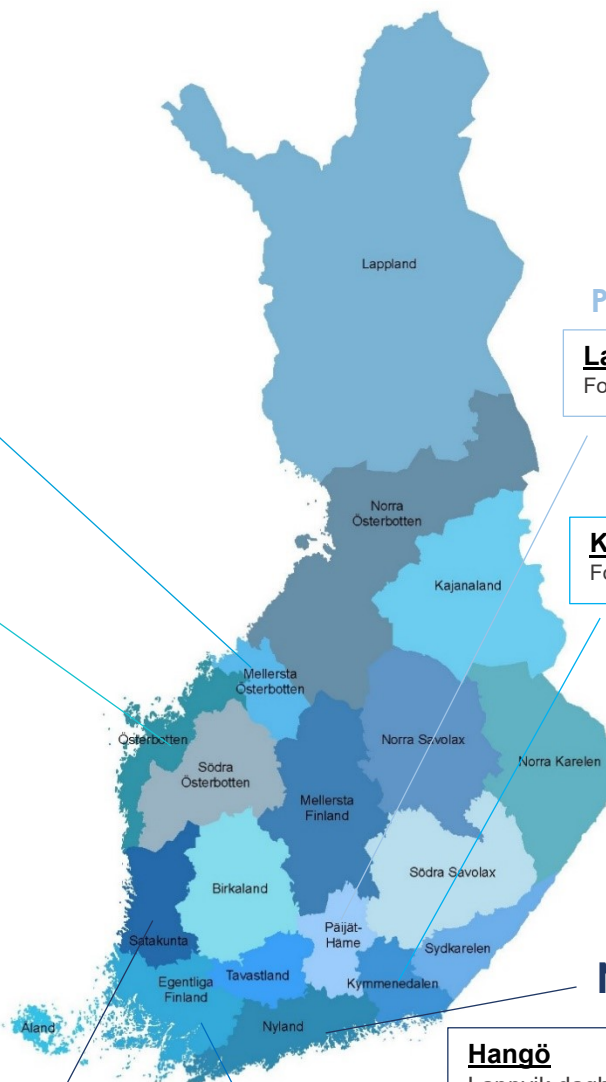 Lappland
P
La
Fo
Norra
Österbotten
K
Fo
Kajanaland
Mellersta
Österbotten
Österbotten
Norra Savolax
Norra Karelen
Södra
Österbotten
Mellersta
Finland
Södra Savolax
Birkaland
Päijät-
Häme
Satakunta
Sydkarelen
Tavastland
Egentliga
Finland
Kymmenedalen
Nyland
Åland
Hangö